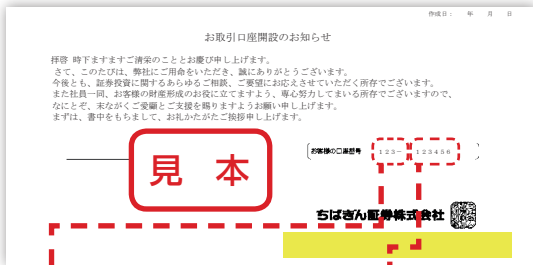 作成日： 年 月 日
お取引口座開設のお知らせ
拝啓 時下ますますご清栄のこととお慶び申し上げます。
さて、このたびは、弊社にご用命をいただき、誠にありがとうございます。
今後とも、証券投資に関するあらゆるご相談、ご要望にお応えさせていただく所存でございます。
また社員一同、お客様の財産形成のお役に立てますよう、専心努力してまいる所存でございますので、
なにとぞ、末ながくご愛顧とご支援を賜りますようお願い申し上げます。
まずは、書中をもちまして、お礼かたがたご挨拶申し上げます。
見 本
お客様の口座番号 123－ 123456
ちばぎん証券株式会社